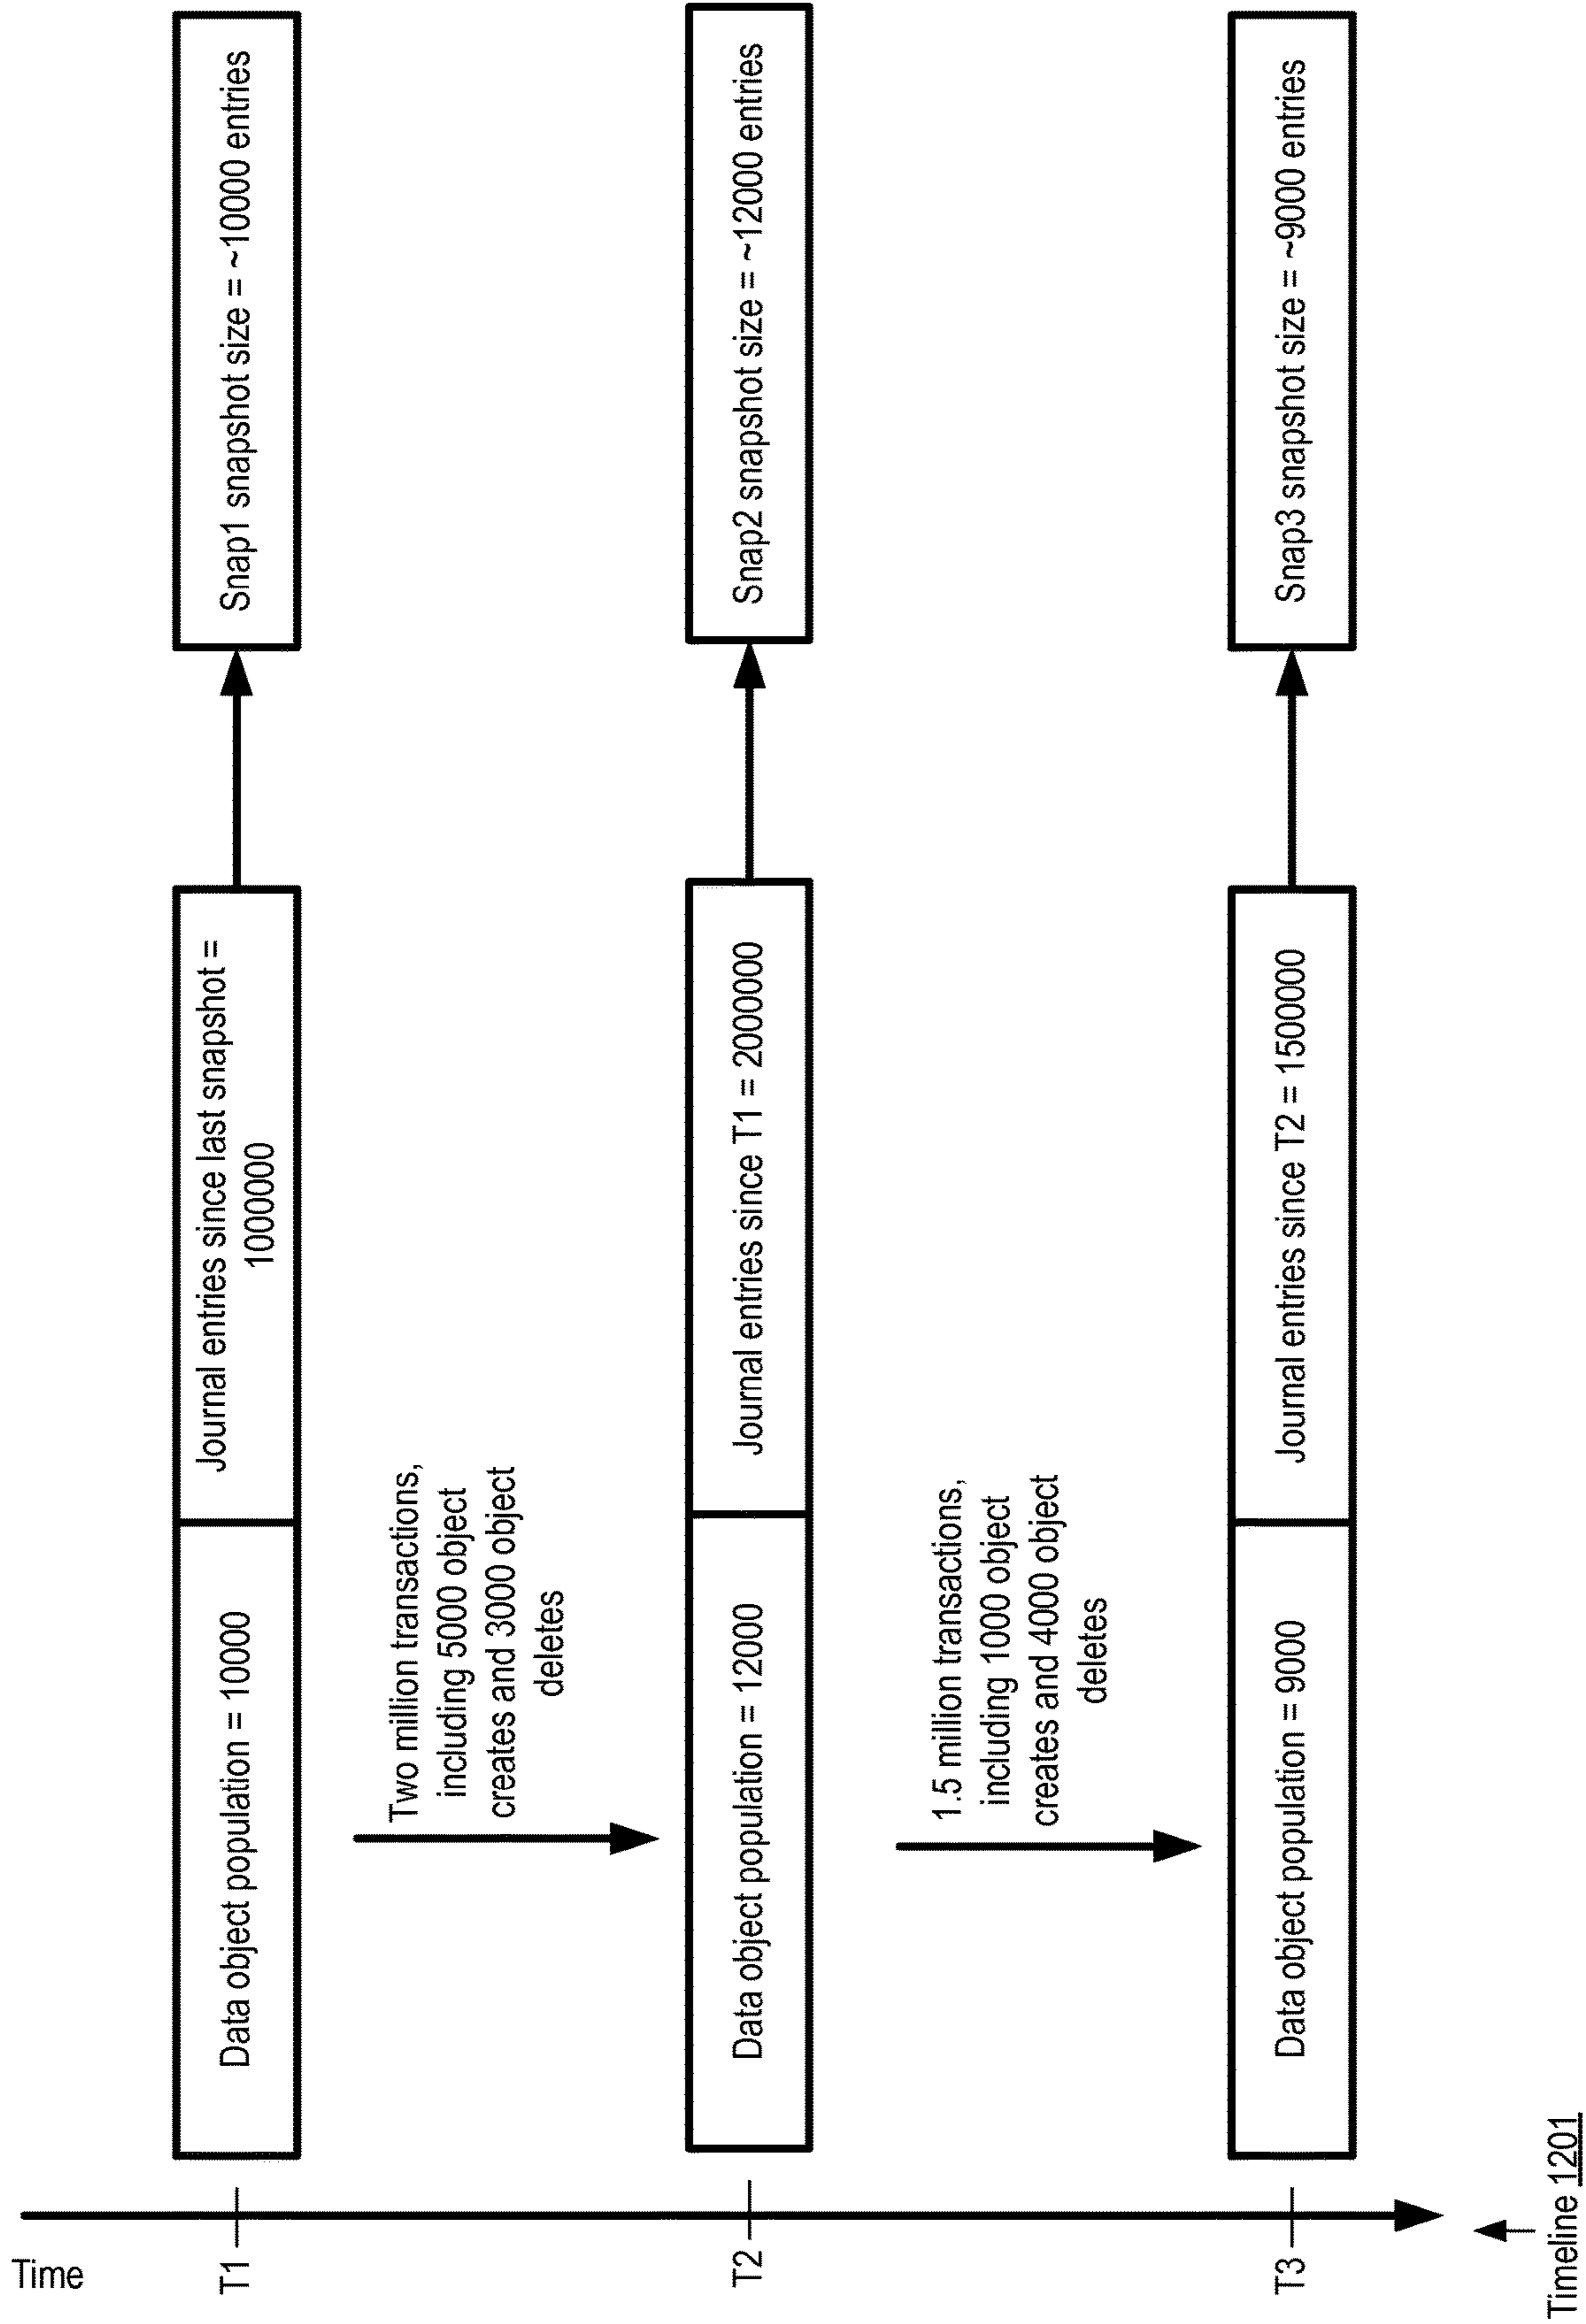 Time
T1
Data object population = 10000
Journal entries since last snapshot =
1000000
Snap1 snapshot size = ~10000 entries
Two million transactions,
including 5000 object
creates and 3000 object
deletes
T2
Data object population = 12000
Journal entries since T1 = 2000000
Snap2 snapshot size = ~12000 entries
1.5 million transactions,
including 1000 object
creates and 4000 object
deletes
T3
Data object population = 9000
Journal entries since T2 = 1500000
Snap3 snapshot size = ~9000 entries
Timeline 1201